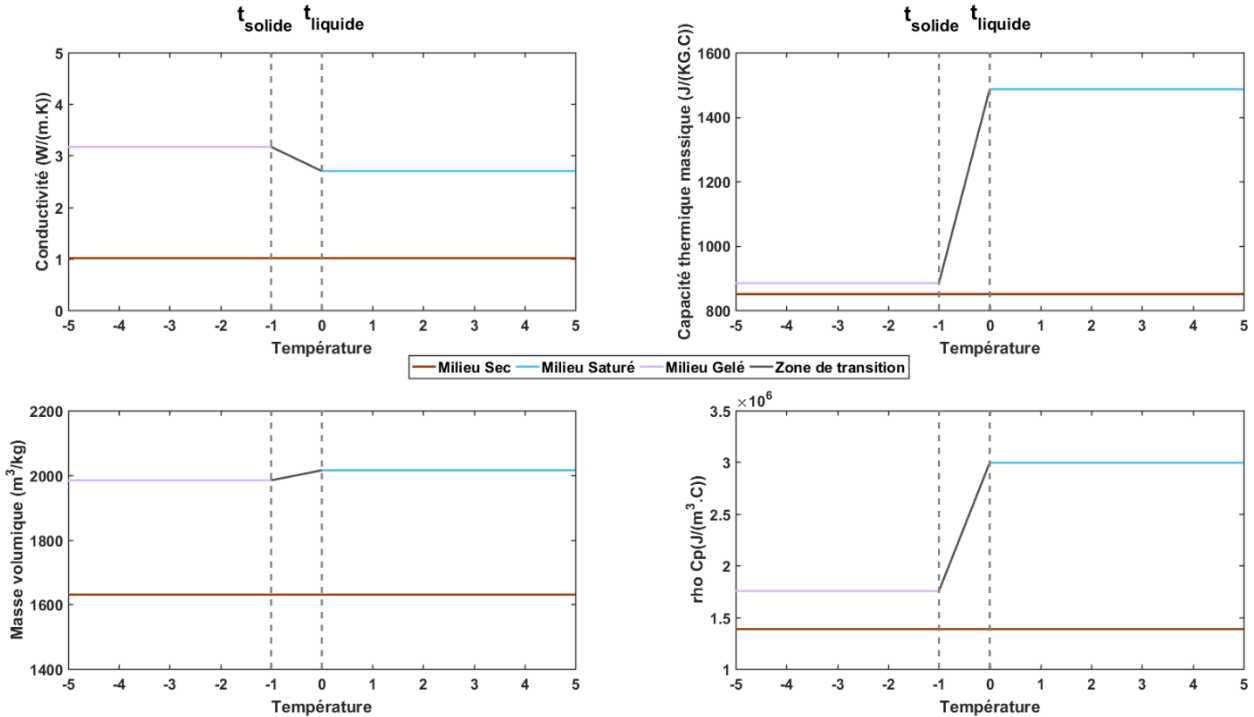 t_solide t_liquide
5
4
3
2
1
0
Conductivité (W/(m.K))
-5 -4 -3 -2 -1 0 1 2 3 4 5
Température
t_solide t_liquide
1600
1400
1200
1000
800
Capacité thermique massique (J/(KG.C))
-5 -4 -3 -2 -1 0 1 2 3 4 5
Température
Milieu Sec Milieu Saturé Milieu Gelé Zone de transition
2200
2000
1800
1600
1400
Masse volumique (m³/kg)
-5 -4 -3 -2 -1 0 1 2 3 4 5
Température
×10⁶
3.5
3
2.5
2
1.5
1
rho Cp(J/(m³.C))
-5 -4 -3 -2 -1 0 1 2 3 4 5
Température